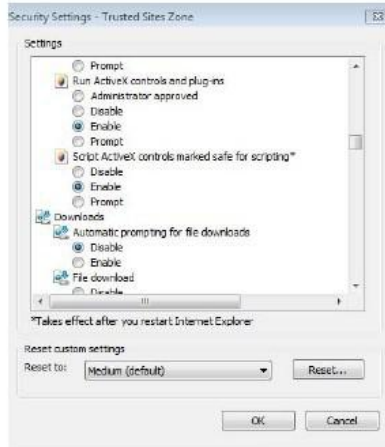 Security Settings - Trusted Sites Zone
Settings
Prompt
Run ActiveX controls and plug-ins
Administrator approved
Disable
Enable
Prompt
Script ActiveX controls marked safe for scripting*
Disable
Enable
Prompt
Downloads
Automatic prompting for file downloads
Disable
Enable
File download
Disable
*Takes effect after you restart Internet Explorer
Reset custom settings
Reset to: Medium (default) Reset...
OK Cancel